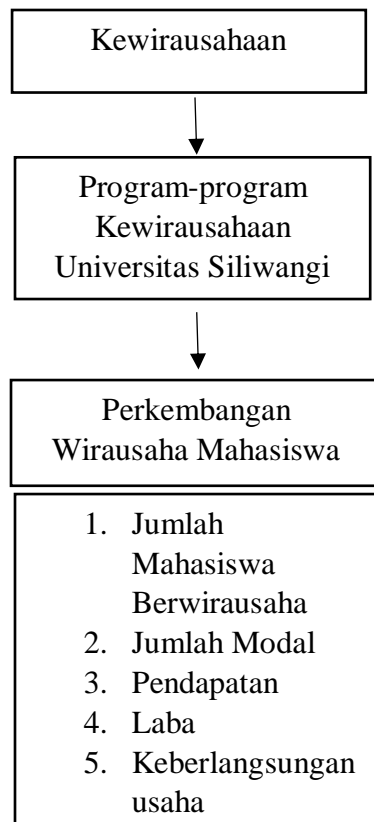 Kewirausahaan
Program-program
Kewirausahaan
Universitas Siliwangi
Perkembangan
Wirausaha Mahasiswa
1. Jumlah
Mahasiswa
Berwirausaha
2. Jumlah Modal
3. Pendapatan
4. Laba
5. Keberlangsungan
usaha